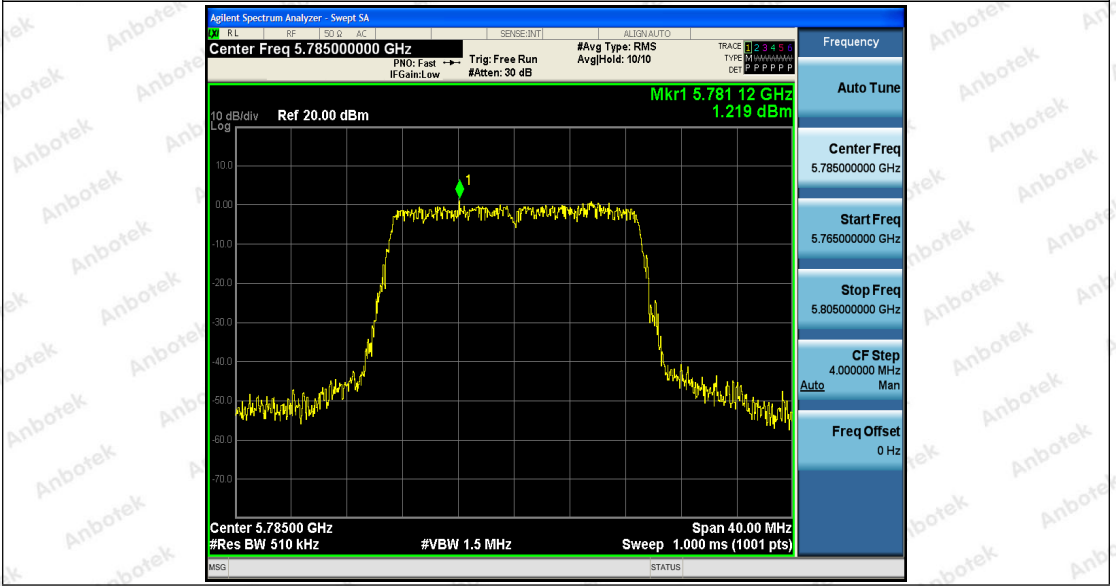 Agilent Spectrum Analyzer - Swept SA
RL RF 50 Ω AC SENSE:INT ALIGNAUTO
Center Freq 5.785000000 GHz
PNO: Fast
IFGain:Low
Trig: Free Run
#Atten: 30 dB
#Avg Type: RMS
Avg|Hold: 10/10
TRACE 1 2 3 4 5 6
TYPE M WWWWW
DET P P P P P P
Mkr1 5.781 12 GHz
1.219 dBm
10 dB/div Ref 20.00 dBm
Log
1
10.0
0.00
-10.0
-20.0
-30.0
-40.0
-50.0
-60.0
-70.0
Center 5.78500 GHz Span 40.00 MHz
#Res BW 510 kHz #VBW 1.5 MHz Sweep 1.000 ms (1001 pts)
MSG STATUS
Frequency
Auto Tune
Center Freq
5.785000000 GHz
Start Freq
5.765000000 GHz
Stop Freq
5.805000000 GHz
CF Step
4.000000 MHz
Auto Man
Freq Offset
0 Hz
Anbotek